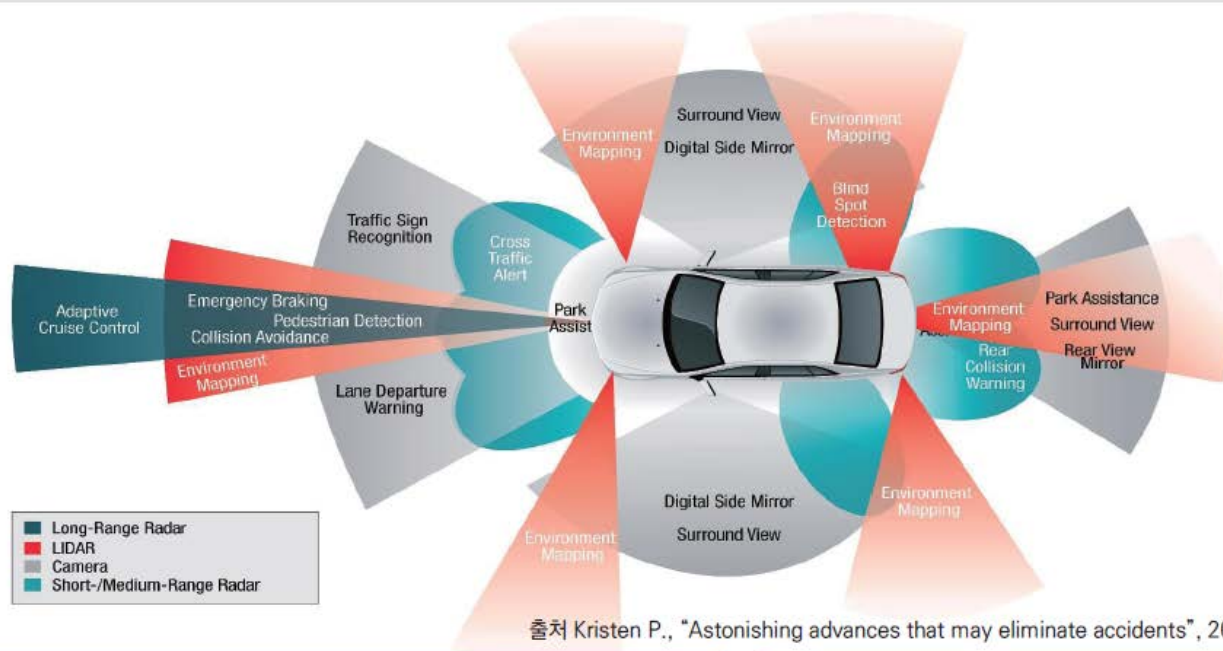 Surround View
Digital Side Mirror
Environment
Mapping
Environment
Mapping
Blind
Spot
Detection
Traffic Sign
Recognition
Cross
Traffic
Alert
Adaptive
Cruise Control
Emergency Braking
Pedestrian Detection
Collision Avoidance
Environment
Mapping
Park
Assist
Lane Departure
Warning
Environment
Mapping
Rear
Collision
Warning
Park Assistance
Surround View
Rear View
Mirror
Digital Side Mirror
Surround View
Environment
Mapping
Environment
Mapping
Long-Range Radar
LIDAR
Camera
Short-/Medium-Range Radar
출처 Kristen P., “Astonishing advances that may eliminate accidents”,